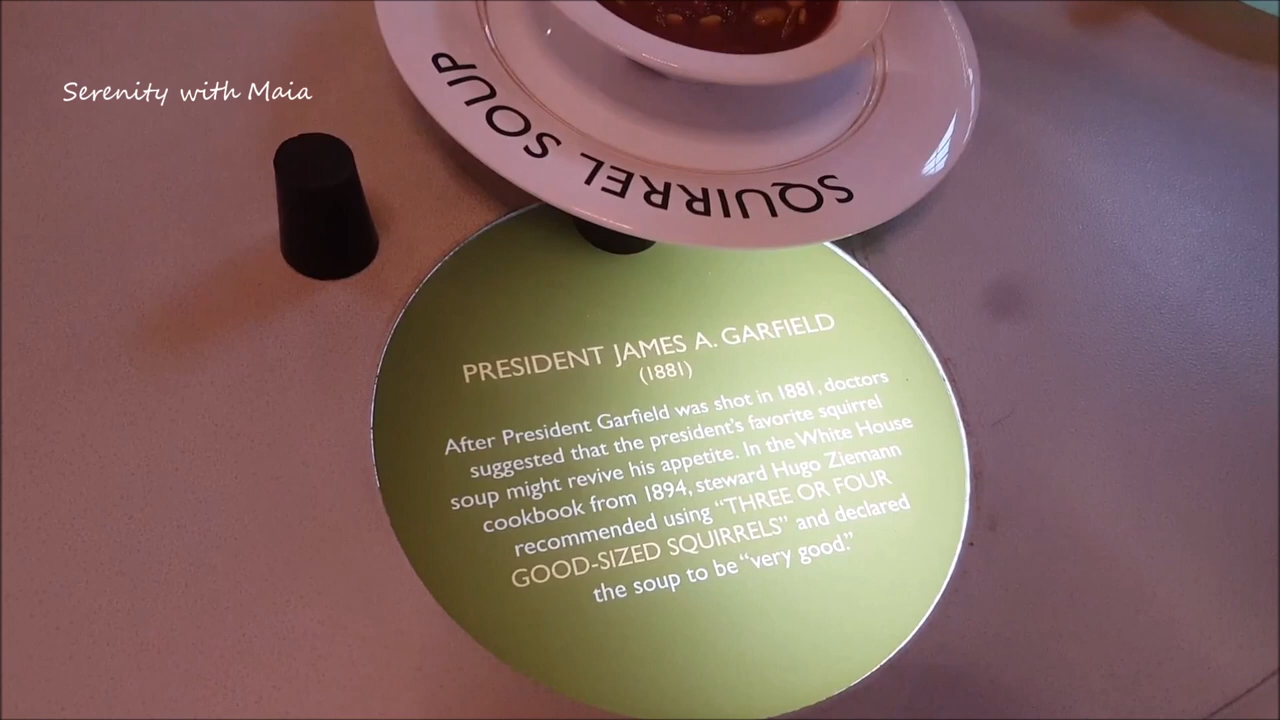 Serenity with Maia
SQUIRREL SOUP
PRESIDENT JAMES A. GARFIELD
(1881)
After President Garfield was shot in 1881, doctors
suggested that the president's favorite squirrel
soup might revive his appetite. In the White House
cookbook from 1894, steward Hugo Ziemann
recommended using “THREE OR FOUR
GOOD-SIZED SQUIRRELS” and declared
the soup to be “very good.”